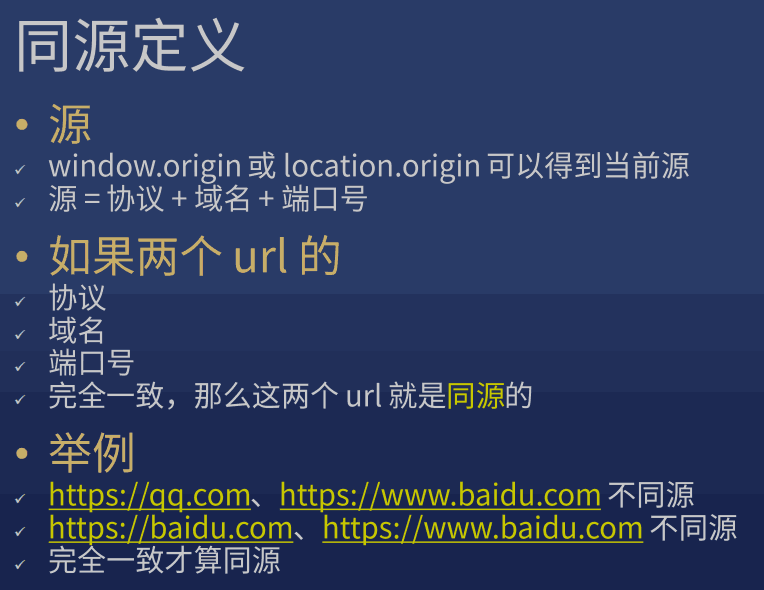 同源定义
• 源
✓ window.origin 或 location.origin 可以得到当前源
✓ 源 = 协议 + 域名 + 端口号
• 如果两个 url 的
✓ 协议
✓ 域名
✓ 端口号
✓ 完全一致，那么这两个 url 就是同源的
• 举例
✓ https://qq.com、https://www.baidu.com 不同源
✓ https://baidu.com、https://www.baidu.com 不同源
✓ 完全一致才算同源